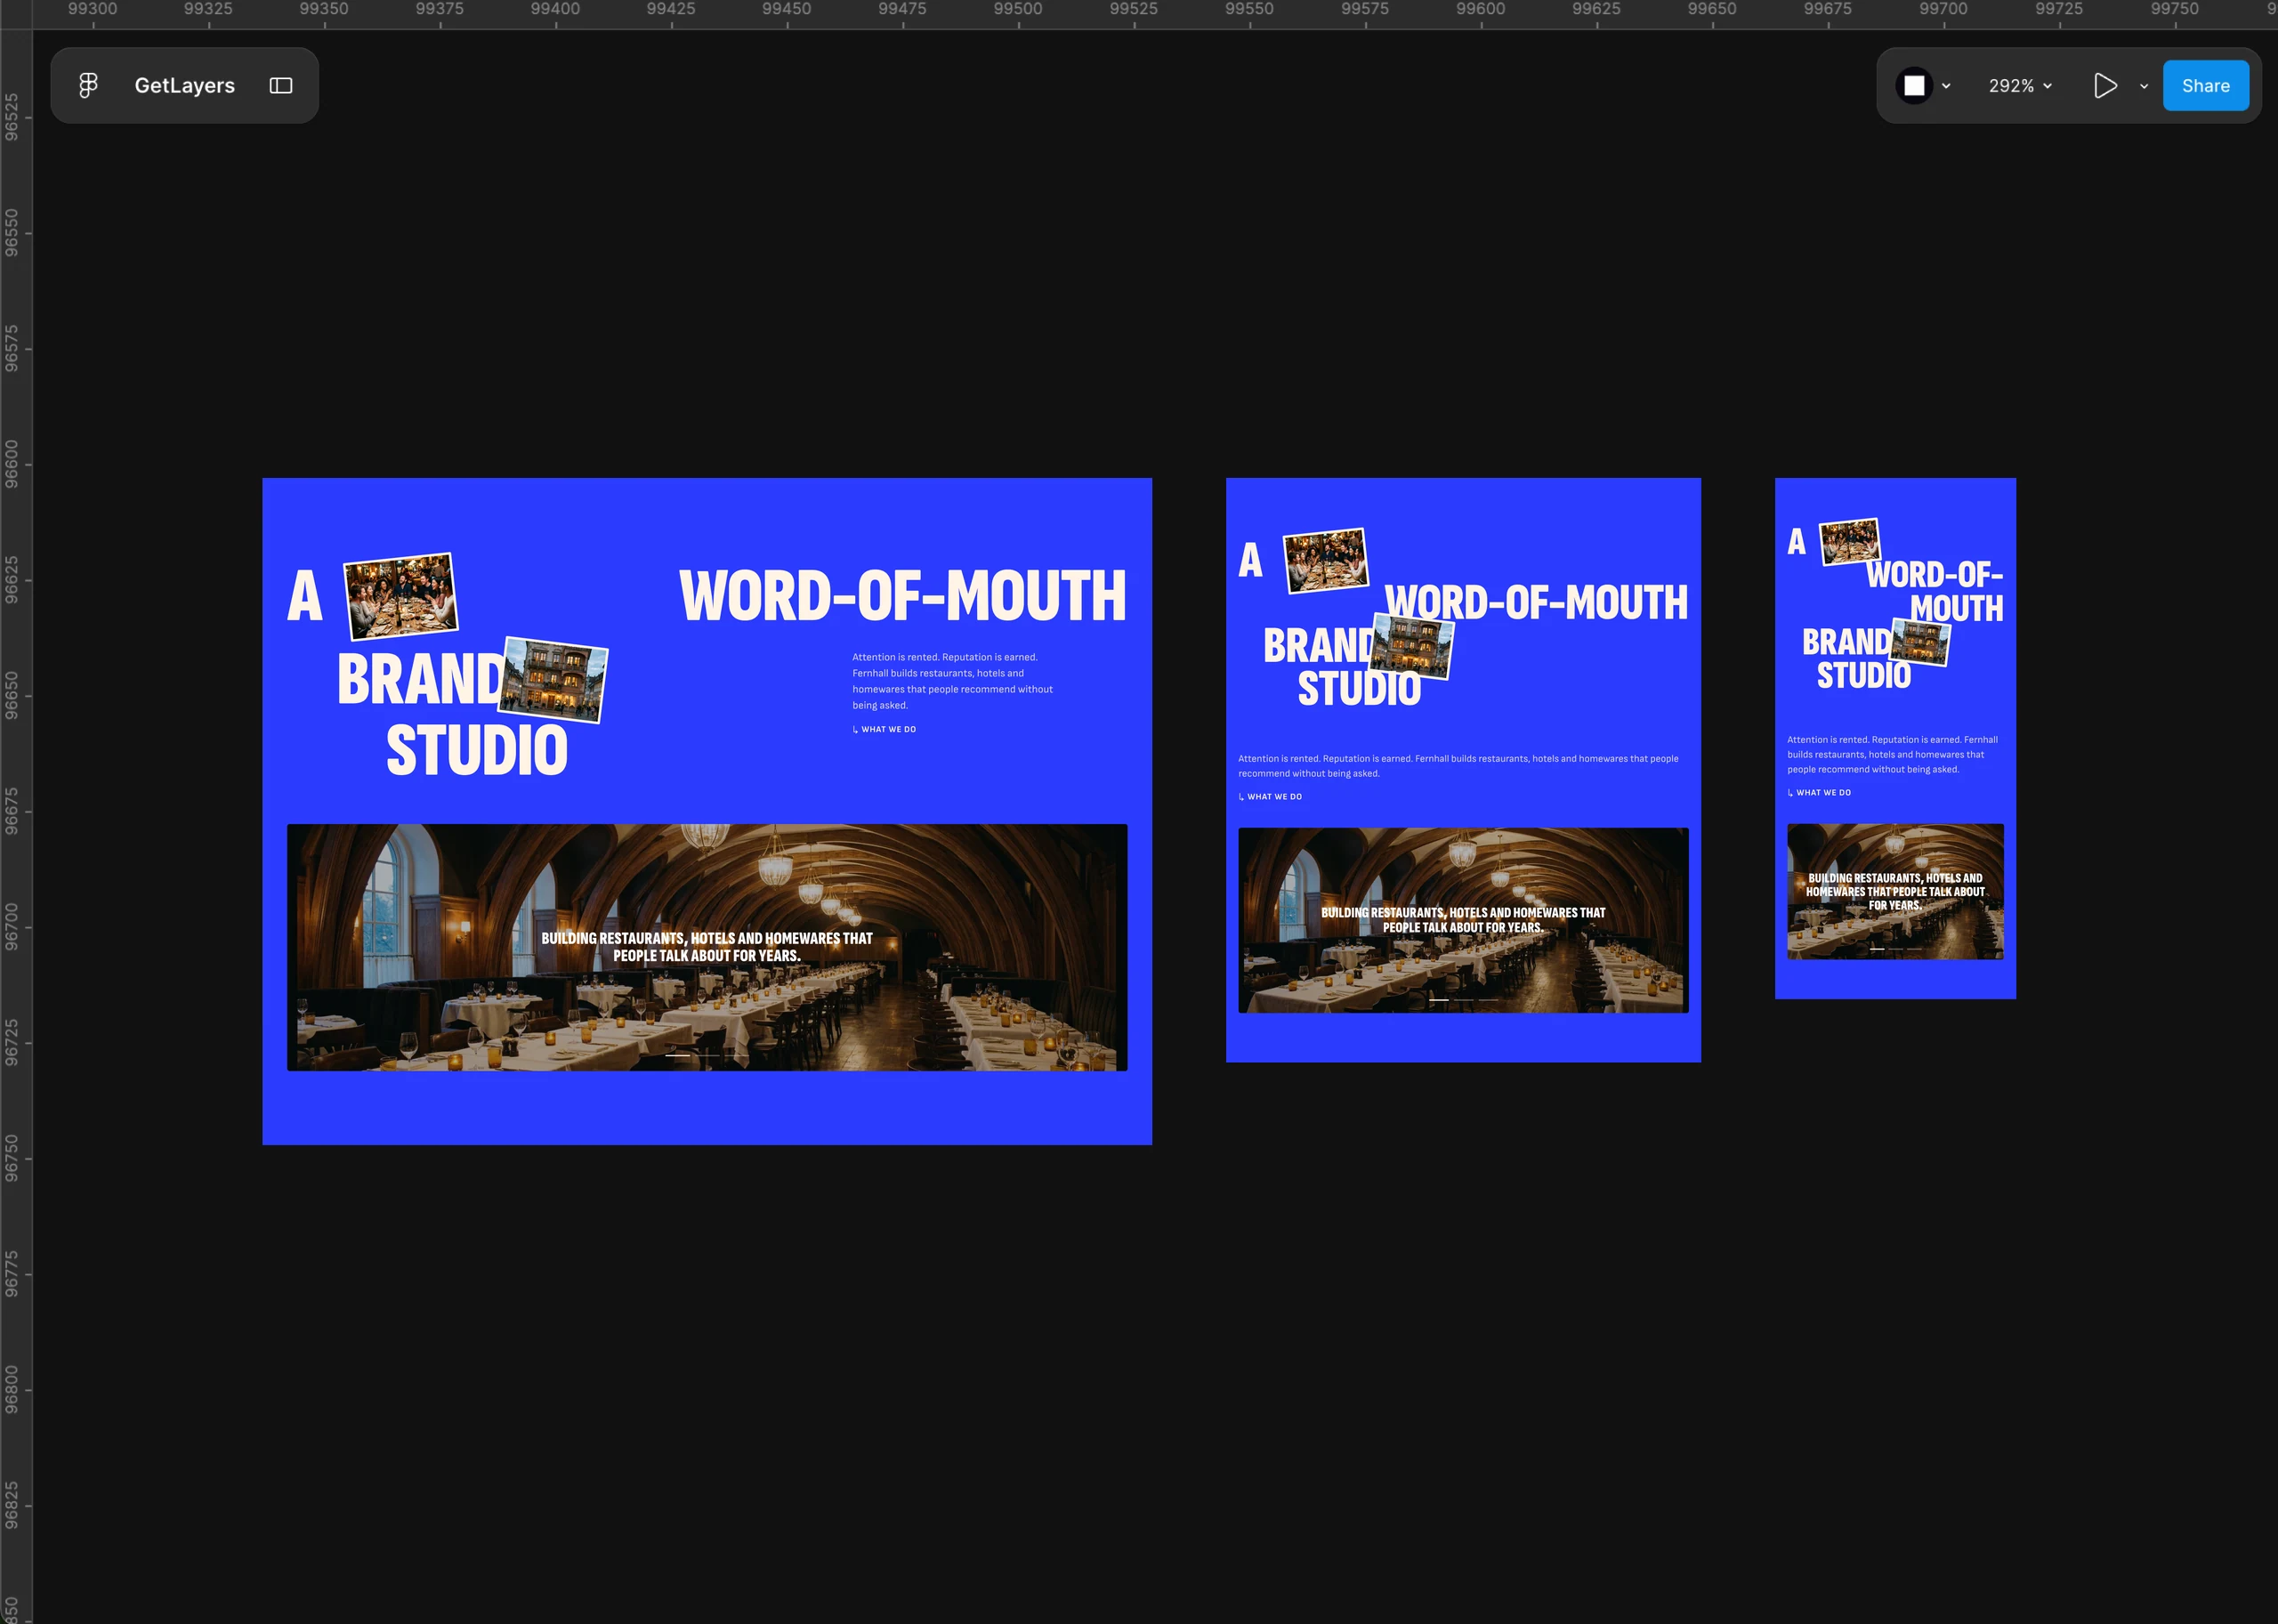 99300 99325 99350 99375 99400 99425 99450 99475 99500 99525 99550 99575 99600 99625 99650 99675 99700 99725 99750
96525
96550
96575
96600
96625
96650
96675
96700
96725
96750
96775
96800
96825
GetLayers
292%
Share
A WORD-OF-MOUTH
BRAND
STUDIO
Attention is rented. Reputation is earned.
Fernhall builds restaurants, hotels and
homewares that people recommend without
being asked.
↳ WHAT WE DO
BUILDING RESTAURANTS, HOTELS AND HOMEWARES THAT
PEOPLE TALK ABOUT FOR YEARS.
A
WORD-OF-MOUTH
BRAND
STUDIO
Attention is rented. Reputation is earned. Fernhall builds restaurants, hotels and homewares that people
recommend without being asked.
↳ WHAT WE DO
BUILDING RESTAURANTS, HOTELS AND HOMEWARES THAT
PEOPLE TALK ABOUT FOR YEARS.
A
WORD-OF-
MOUTH
BRAND
STUDIO
Attention is rented. Reputation is earned. Fernhall
builds restaurants, hotels and homewares that
people recommend without being asked.
↳ WHAT WE DO
BUILDING RESTAURANTS, HOTELS AND
HOMEWARES THAT PEOPLE TALK ABOUT
FOR YEARS.